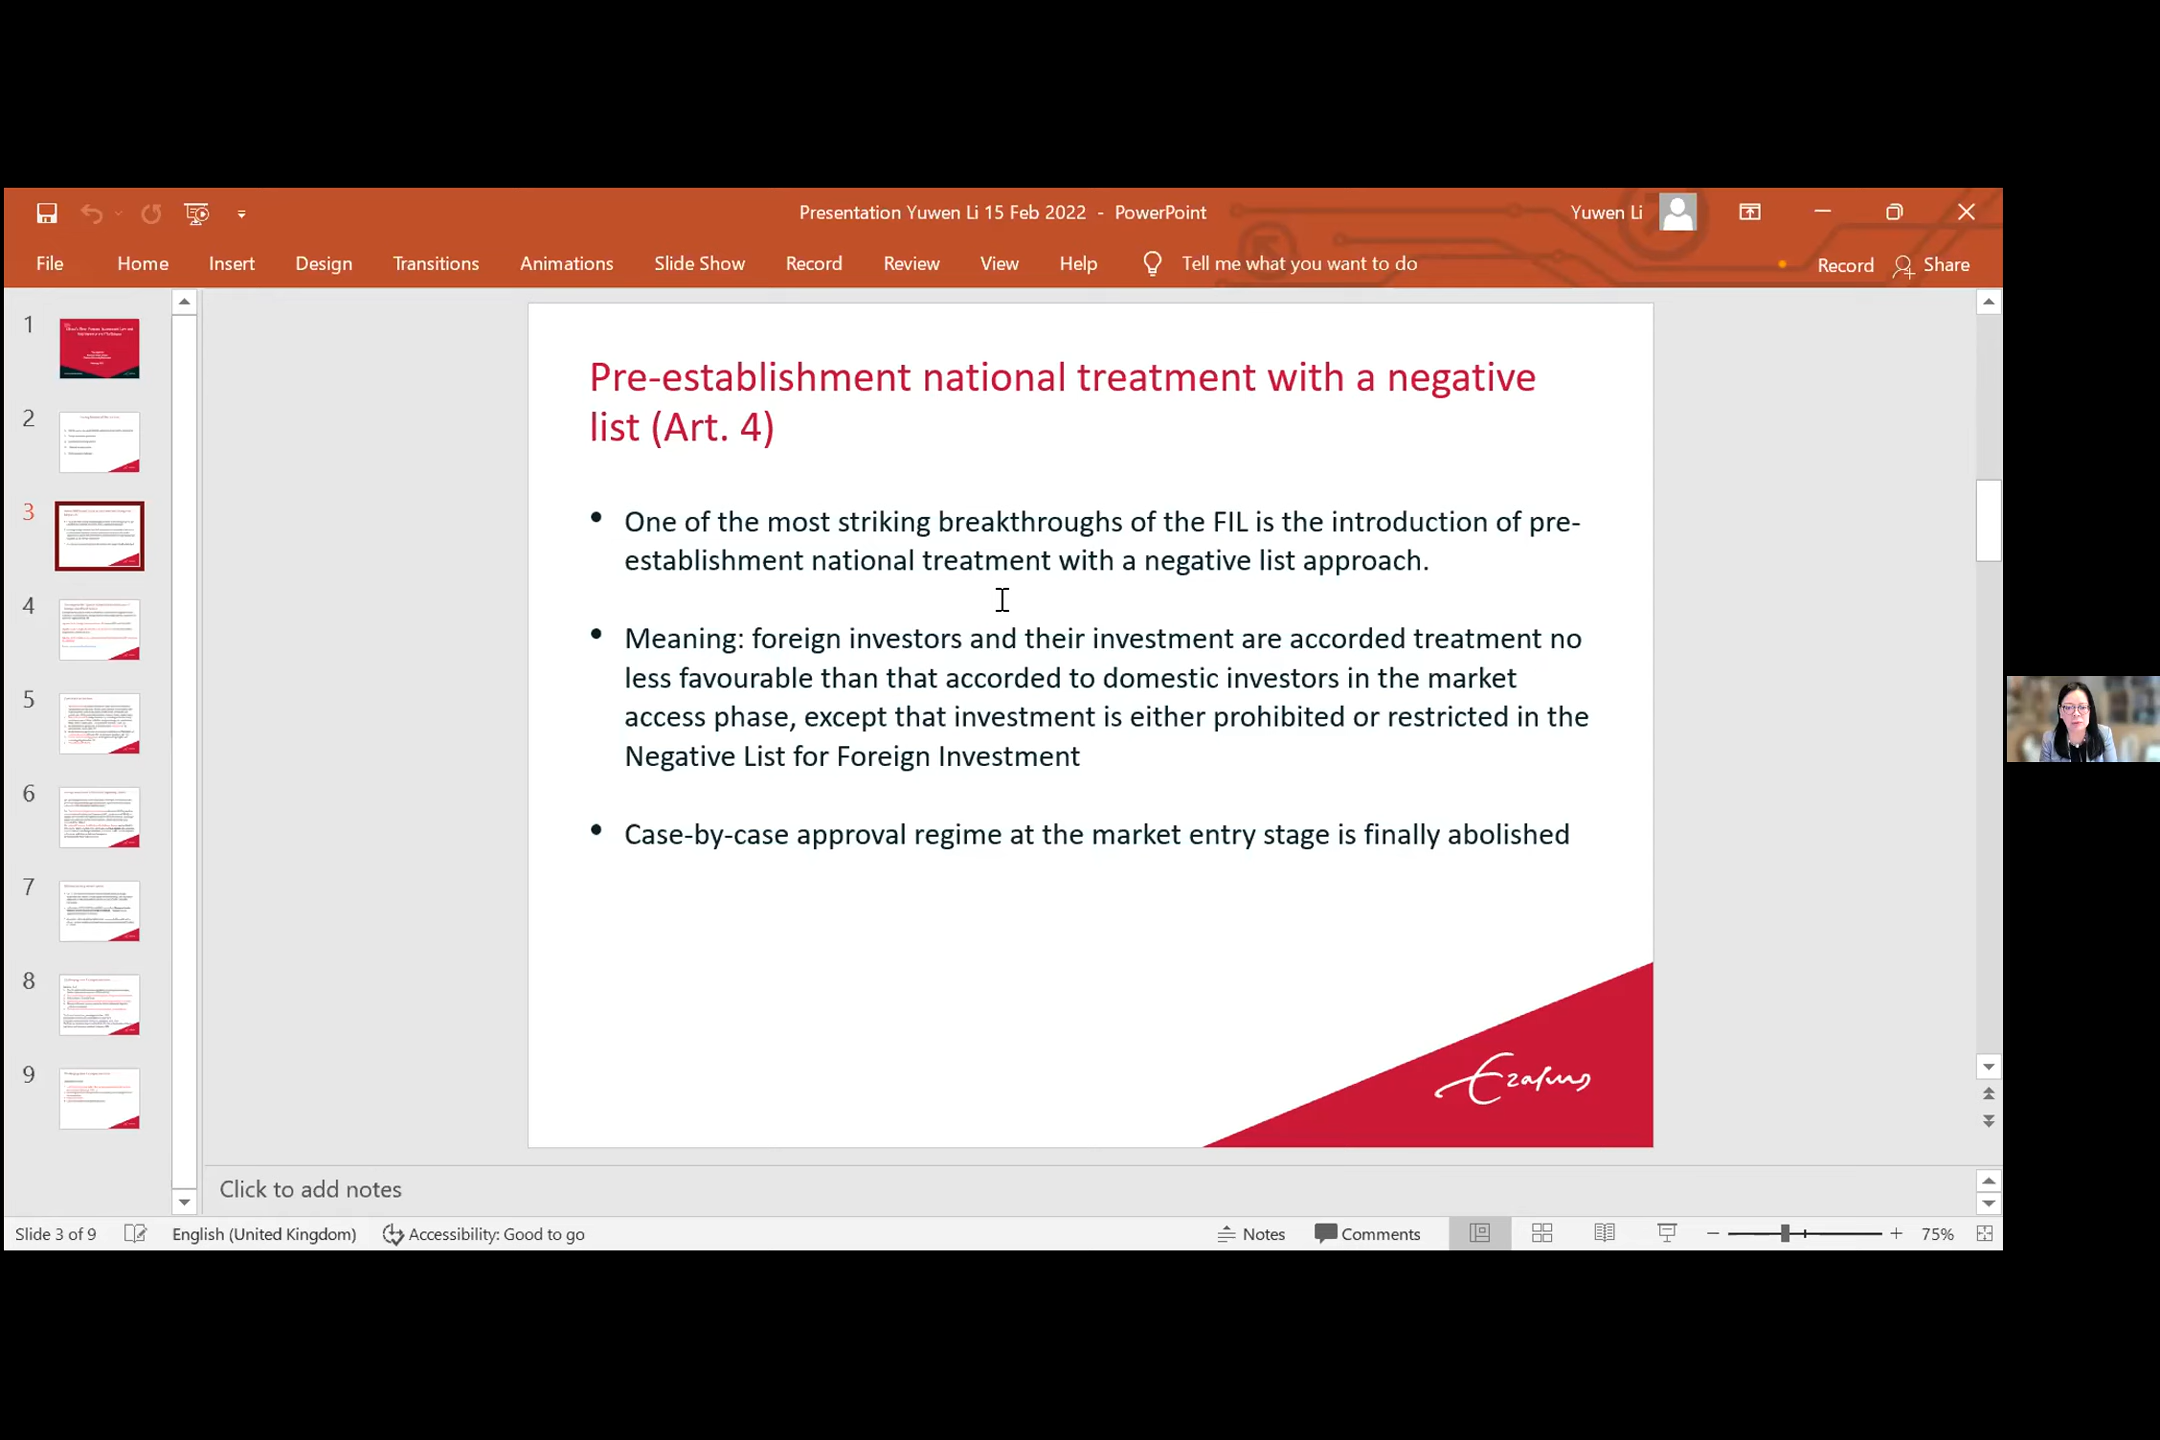 Presentation Yuwen Li 15 Feb 2022 - PowerPoint
Yuwen Li
File Home Insert Design Transitions Animations Slide Show Record Review View Help Tell me what you want to do
Record Share
1
2
3
4
5
6
7
8
9
Pre-establishment national treatment with a negative
list (Art. 4)
• One of the most striking breakthroughs of the FIL is the introduction of pre-
establishment national treatment with a negative list approach.
• Meaning: foreign investors and their investment are accorded treatment no
less favourable than that accorded to domestic investors in the market
access phase, except that investment is either prohibited or restricted in the
Negative List for Foreign Investment
• Case-by-case approval regime at the market entry stage is finally abolished
Erasmus
Click to add notes
Slide 3 of 9 English (United Kingdom) Accessibility: Good to go Notes Comments 75%